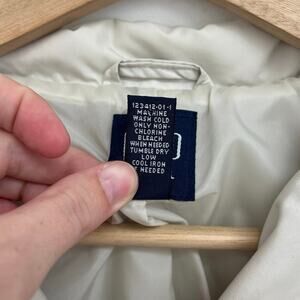 123412-01-1
MACHINE
WASH COLD
ONLY NON-
CHLORINE
BLEACH
WHEN NEEDED
TUMBLE DRY
LOW
COOL IRON
IF NEEDED